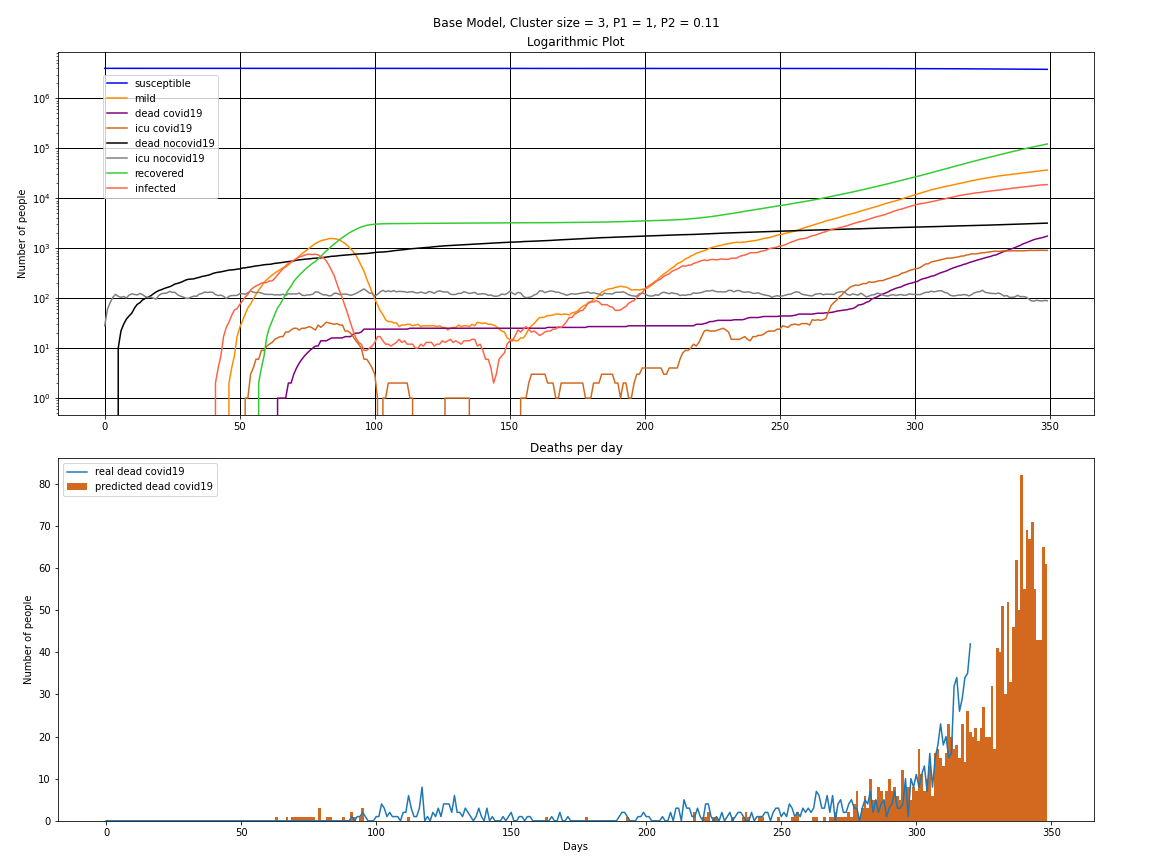 Base Model, Cluster size = 3, P1 = 1, P2 = 0.11
Logarithmic Plot
susceptible
mild
dead covid19
icu covid19
dead nocovid19
icu nocovid19
recovered
infected
Number of people
10^6
10^5
10^4
10^3
10^2
10^1
10^0
0 50 100 150 200 250 300 350
Deaths per day
real dead covid19
predicted dead covid19
Number of people
80
70
60
50
40
30
20
10
0
0 50 100 150 200 250 300 350
Days